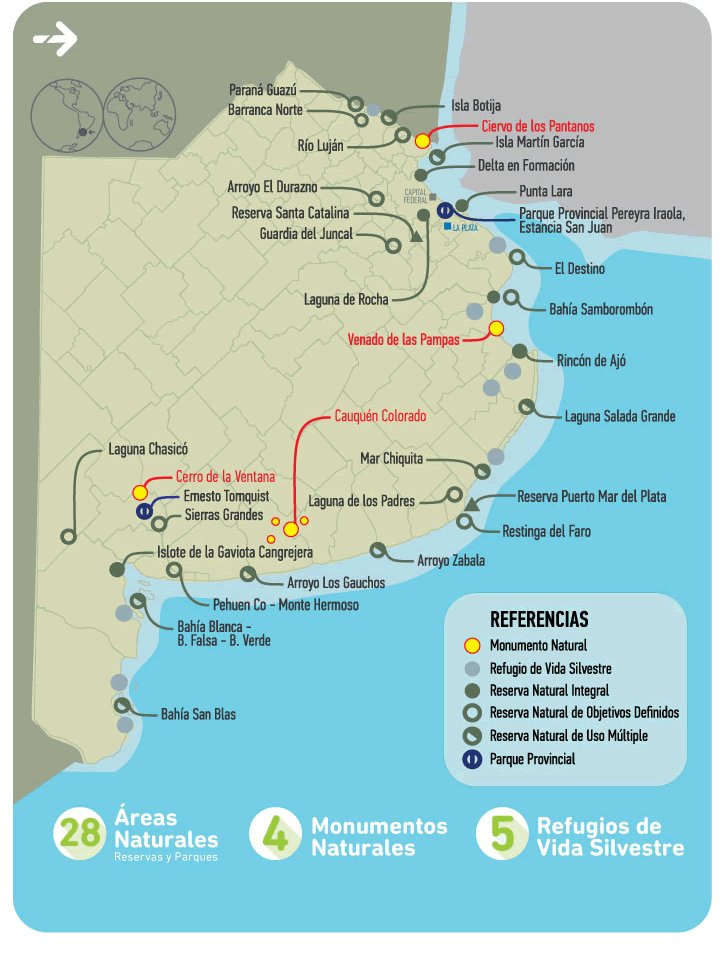 Paraná Guazú
Barranca Norte
Isla Botija
Ciervo de los Pantanos
Río Luján
Isla Martín García
Delta en Formación
Arroyo El Durazno
CAPITAL
FEDERAL
Punta Lara
Reserva Santa Catalina
Parque Provincial Pereyra Iraola,
Estancia San Juan
LA PLATA
Guardia del Juncal
El Destino
Laguna de Rocha
Bahía Samborombón
Venado de las Pampas
Rincón de Ajó
Cauquén Colorado
Laguna Salada Grande
Laguna Chasicó
Mar Chiquita
Cerro de la Ventana
Ernesto Tornquist
Laguna de los Padres
Reserva Puerto Mar del Plata
Sierras Grandes
Restinga del Faro
Islote de la Gaviota Cangrejera
Arroyo Zabala
Arroyo Los Gauchos
Pehuen Co - Monte Hermoso
Bahía Blanca -
B. Falsa - B. Verde
Bahía San Blas
REFERENCIAS
Monumento Natural
Refugio de Vida Silvestre
Reserva Natural Integral
Reserva Natural de Objetivos Definidos
Reserva Natural de Uso Múltiple
Parque Provincial
28
Áreas
Naturales
Reservas y Parques
4
Monumentos
Naturales
5
Refugios de
Vida Silvestre